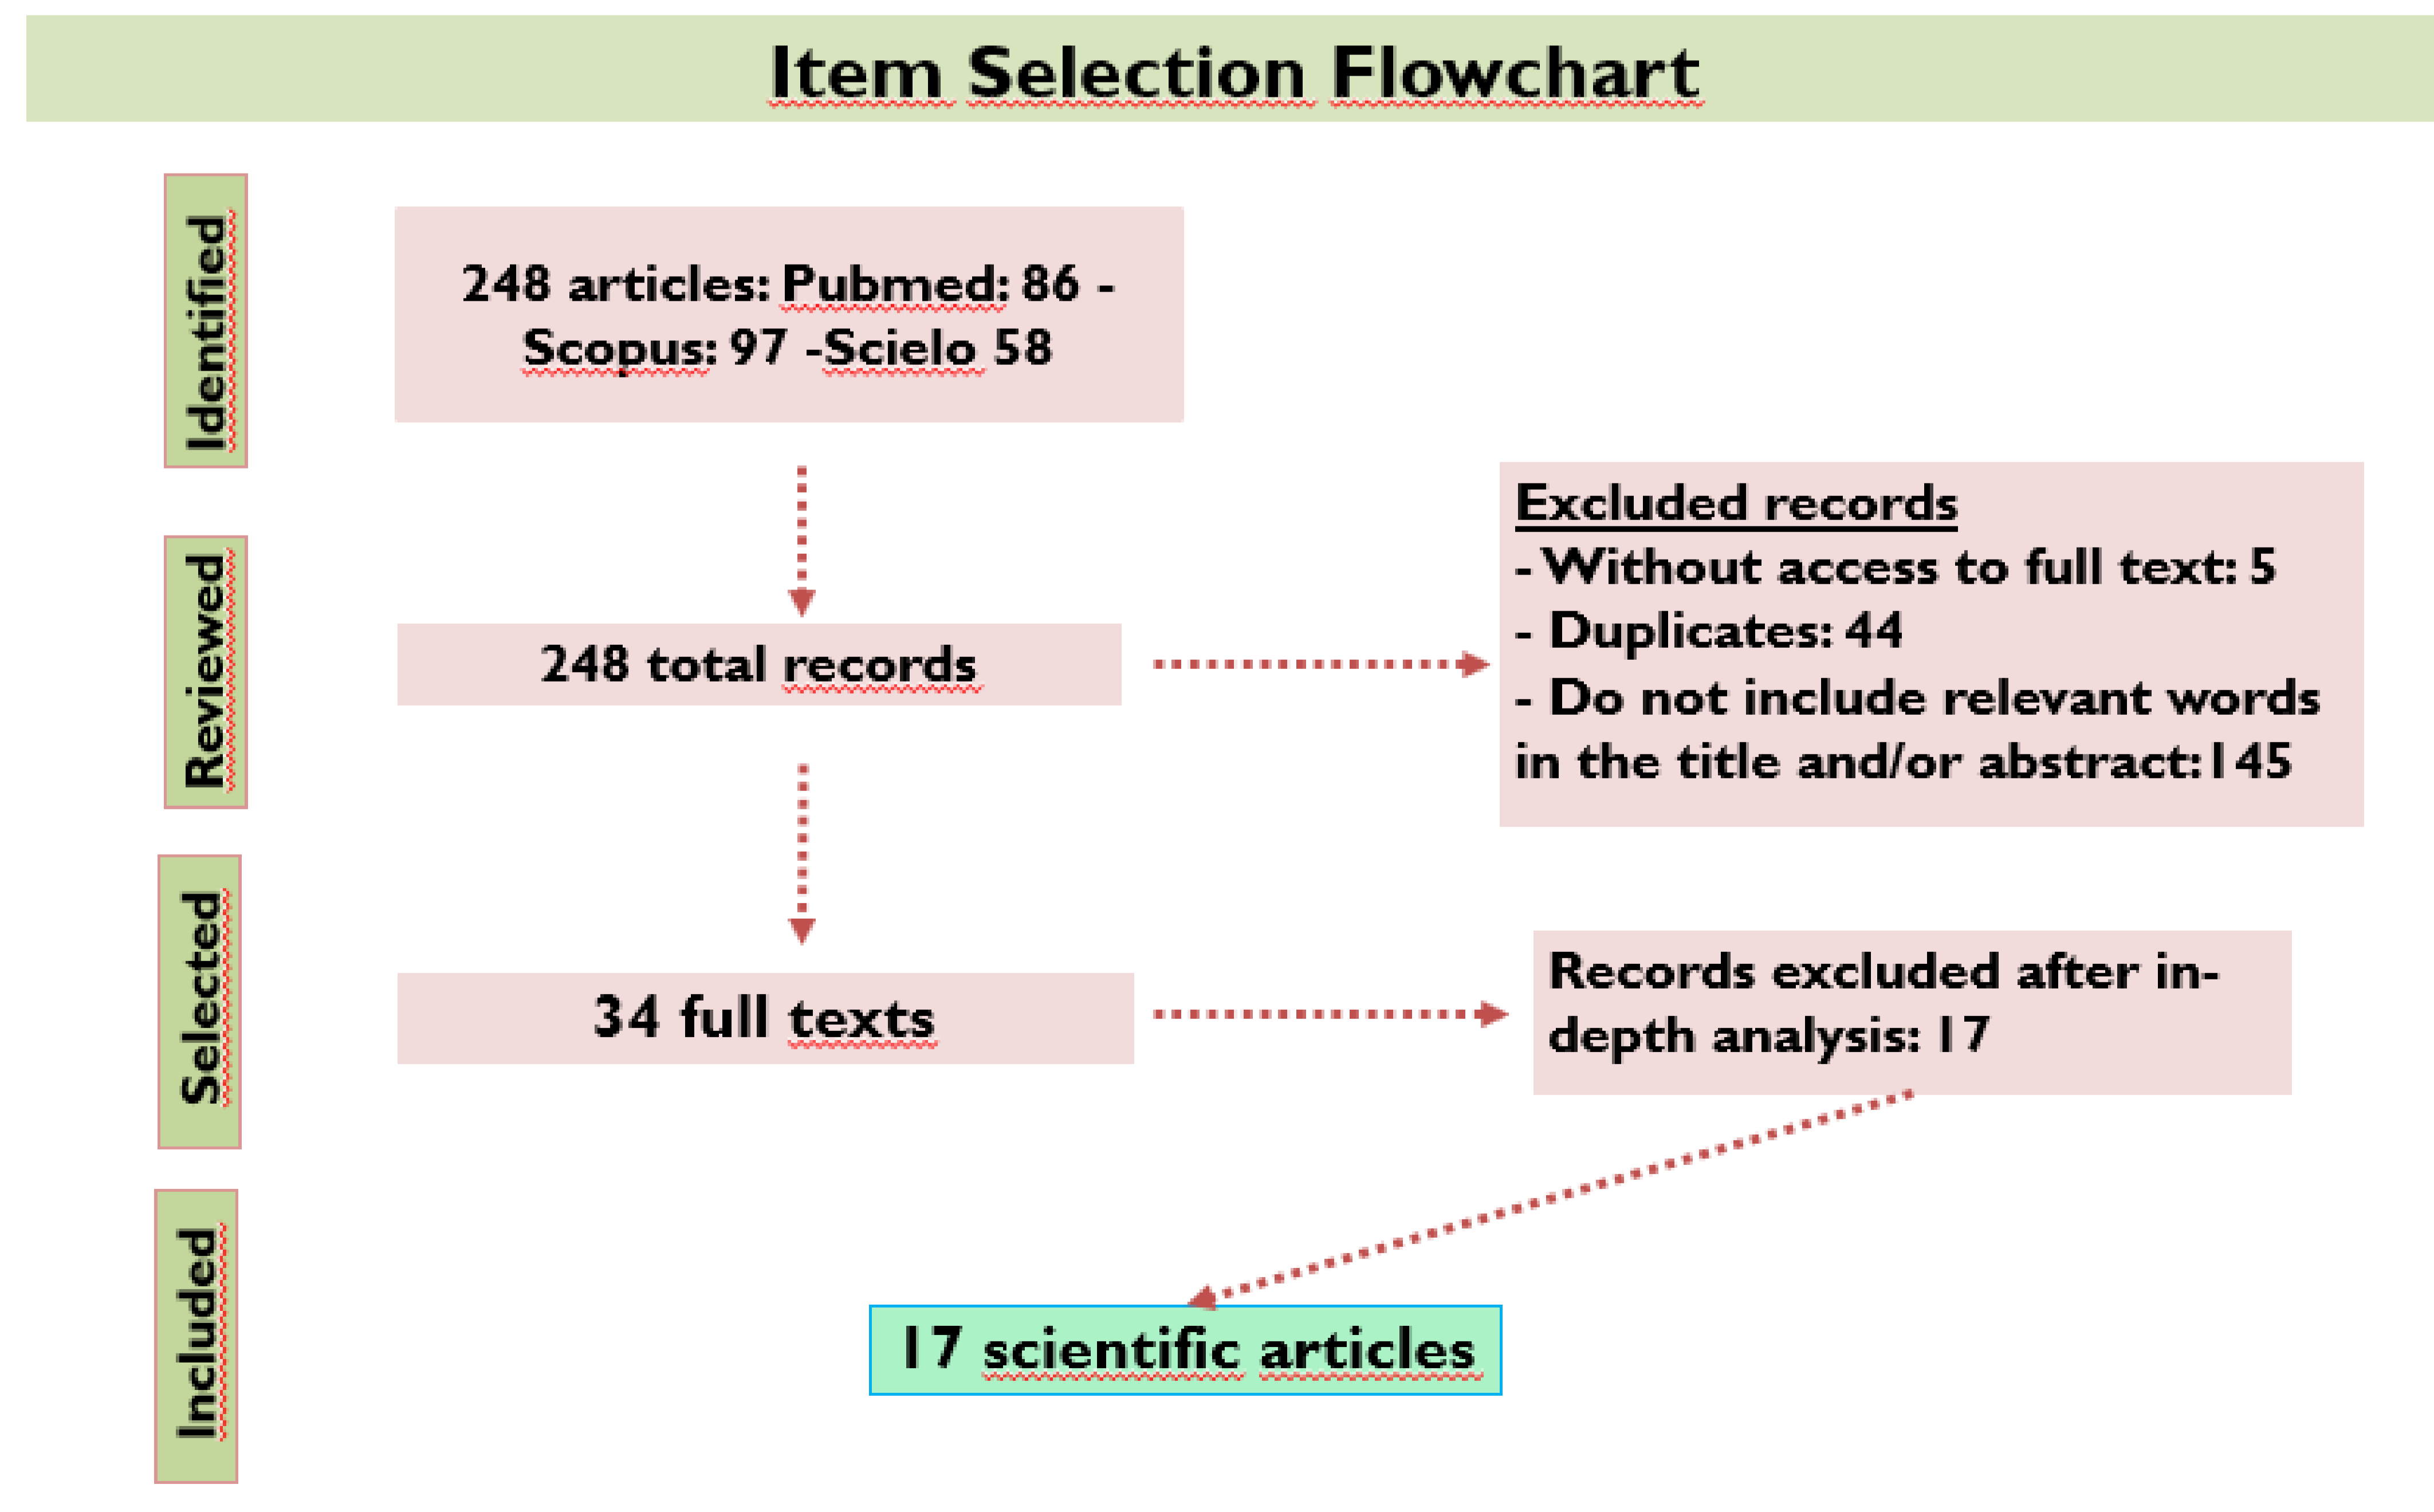 Item Selection Flowchart
Identified
248 articles: Pubmed: 86 -
Scopus: 97 -Scielo 58
Reviewed
248 total records
Excluded records
- Without access to full text: 5
- Duplicates: 44
- Do not include relevant words
in the title and/or abstract:145
Selected
34 full texts
Records excluded after in-
depth analysis: 17
Included
17 scientific articles